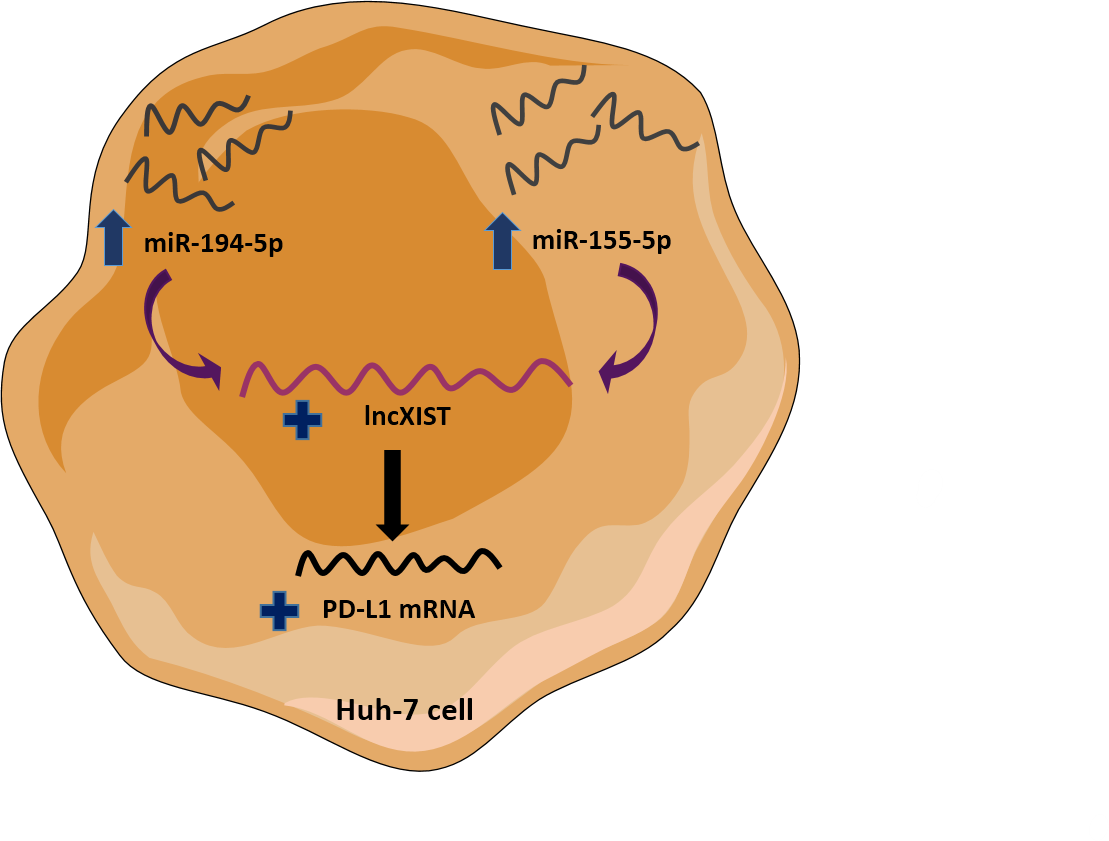 miR-194-5p
miR-155-5p
lncXIST
PD-L1 mRNA
Huh-7 cell